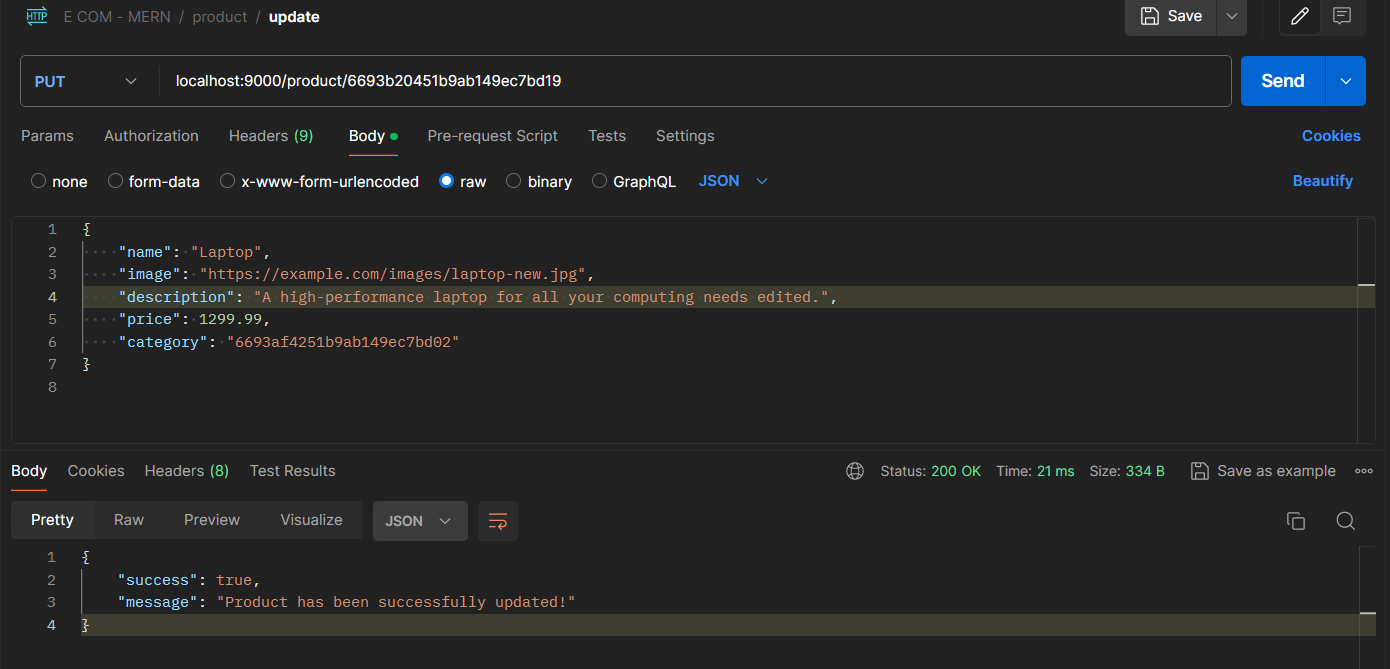 HTTP E COM - MERN / product / update Save
PUT localhost:9000/product/6693b20451b9ab149ec7bd19 Send
Params Authorization Headers (9) Body Pre-request Script Tests Settings Cookies
none form-data x-www-form-urlencoded raw binary GraphQL JSON Beautify
1 {
2 "name": "Laptop",
3 "image": "https://example.com/images/laptop-new.jpg",
4 "description": "A high-performance laptop for all your computing needs edited.",
5 "price": 1299.99,
6 "category": "6693af4251b9ab149ec7bd02"
7 }
8
Body Cookies Headers (8) Test Results Status: 200 OK Time: 21 ms Size: 334 B Save as example
Pretty Raw Preview Visualize JSON
1 {
2 "success": true,
3 "message": "Product has been successfully updated!"
4 }